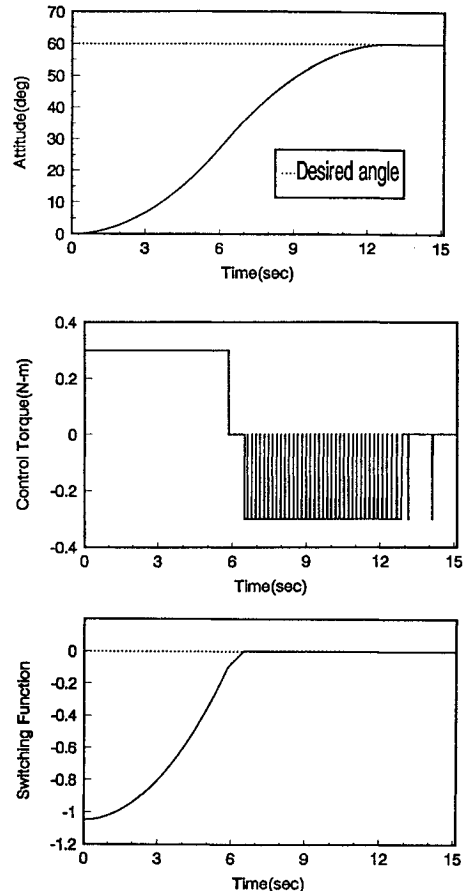 70
60
50
40
30
20
10
0
Attitude(deg)
Desired angle
0 3 6 9 12 15
Time(sec)
0.4
0.2
0
-0.2
-0.4
Control Torque(N-m)
0 3 6 9 12 15
Time(sec)
0
-0.2
-0.4
-0.6
-0.8
-1
-1.2
Switching Function
0 3 6 9 12 15
Time(sec)